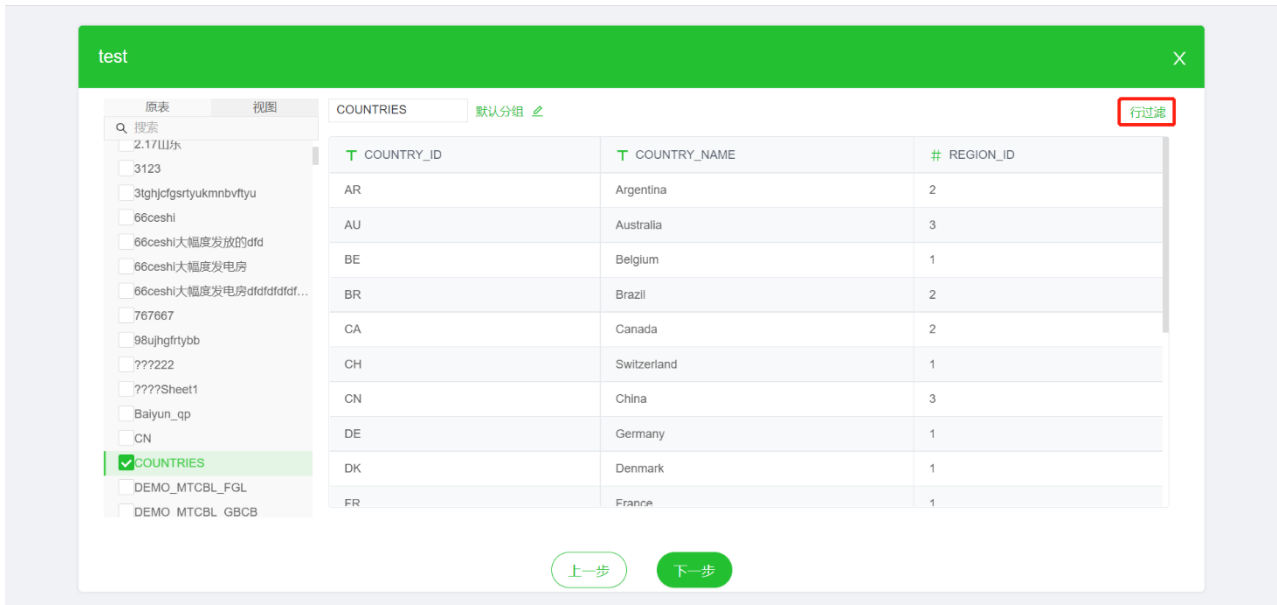 test
X
原表 视图
搜索
2.17山东
3123
3tghjcfgsrtyukmnbvftyu
66ceshi
66ceshi大幅度发放的dfd
66ceshi大幅度发电房
66ceshi大幅度发电房dfdfdfdfdf...
767667
98ujhgfrtybb
???222
????Sheet1
Baiyun_qp
CN
COUNTRIES
DEMO_MTCBL_FGL
DEMO_MTCBL_GBCB
COUNTRIES 默认分组 行过滤
T COUNTRY_ID T COUNTRY_NAME # REGION_ID
AR Argentina 2
AU Australia 3
BE Belgium 1
BR Brazil 2
CA Canada 2
CH Switzerland 1
CN China 3
DE Germany 1
DK Denmark 1
FR France 1
上一步 下一步